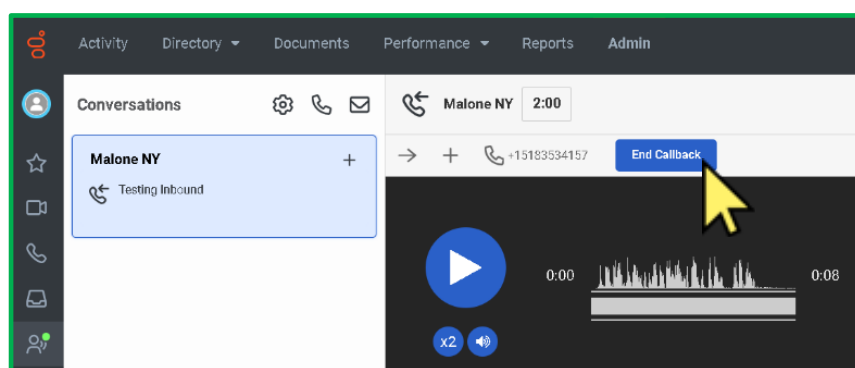 Activity Directory Documents Performance Reports Admin
Conversations
Malone NY 2:00
Malone NY
+15183534157 End Callback
Testing Inbound
0:00 0:08
x2